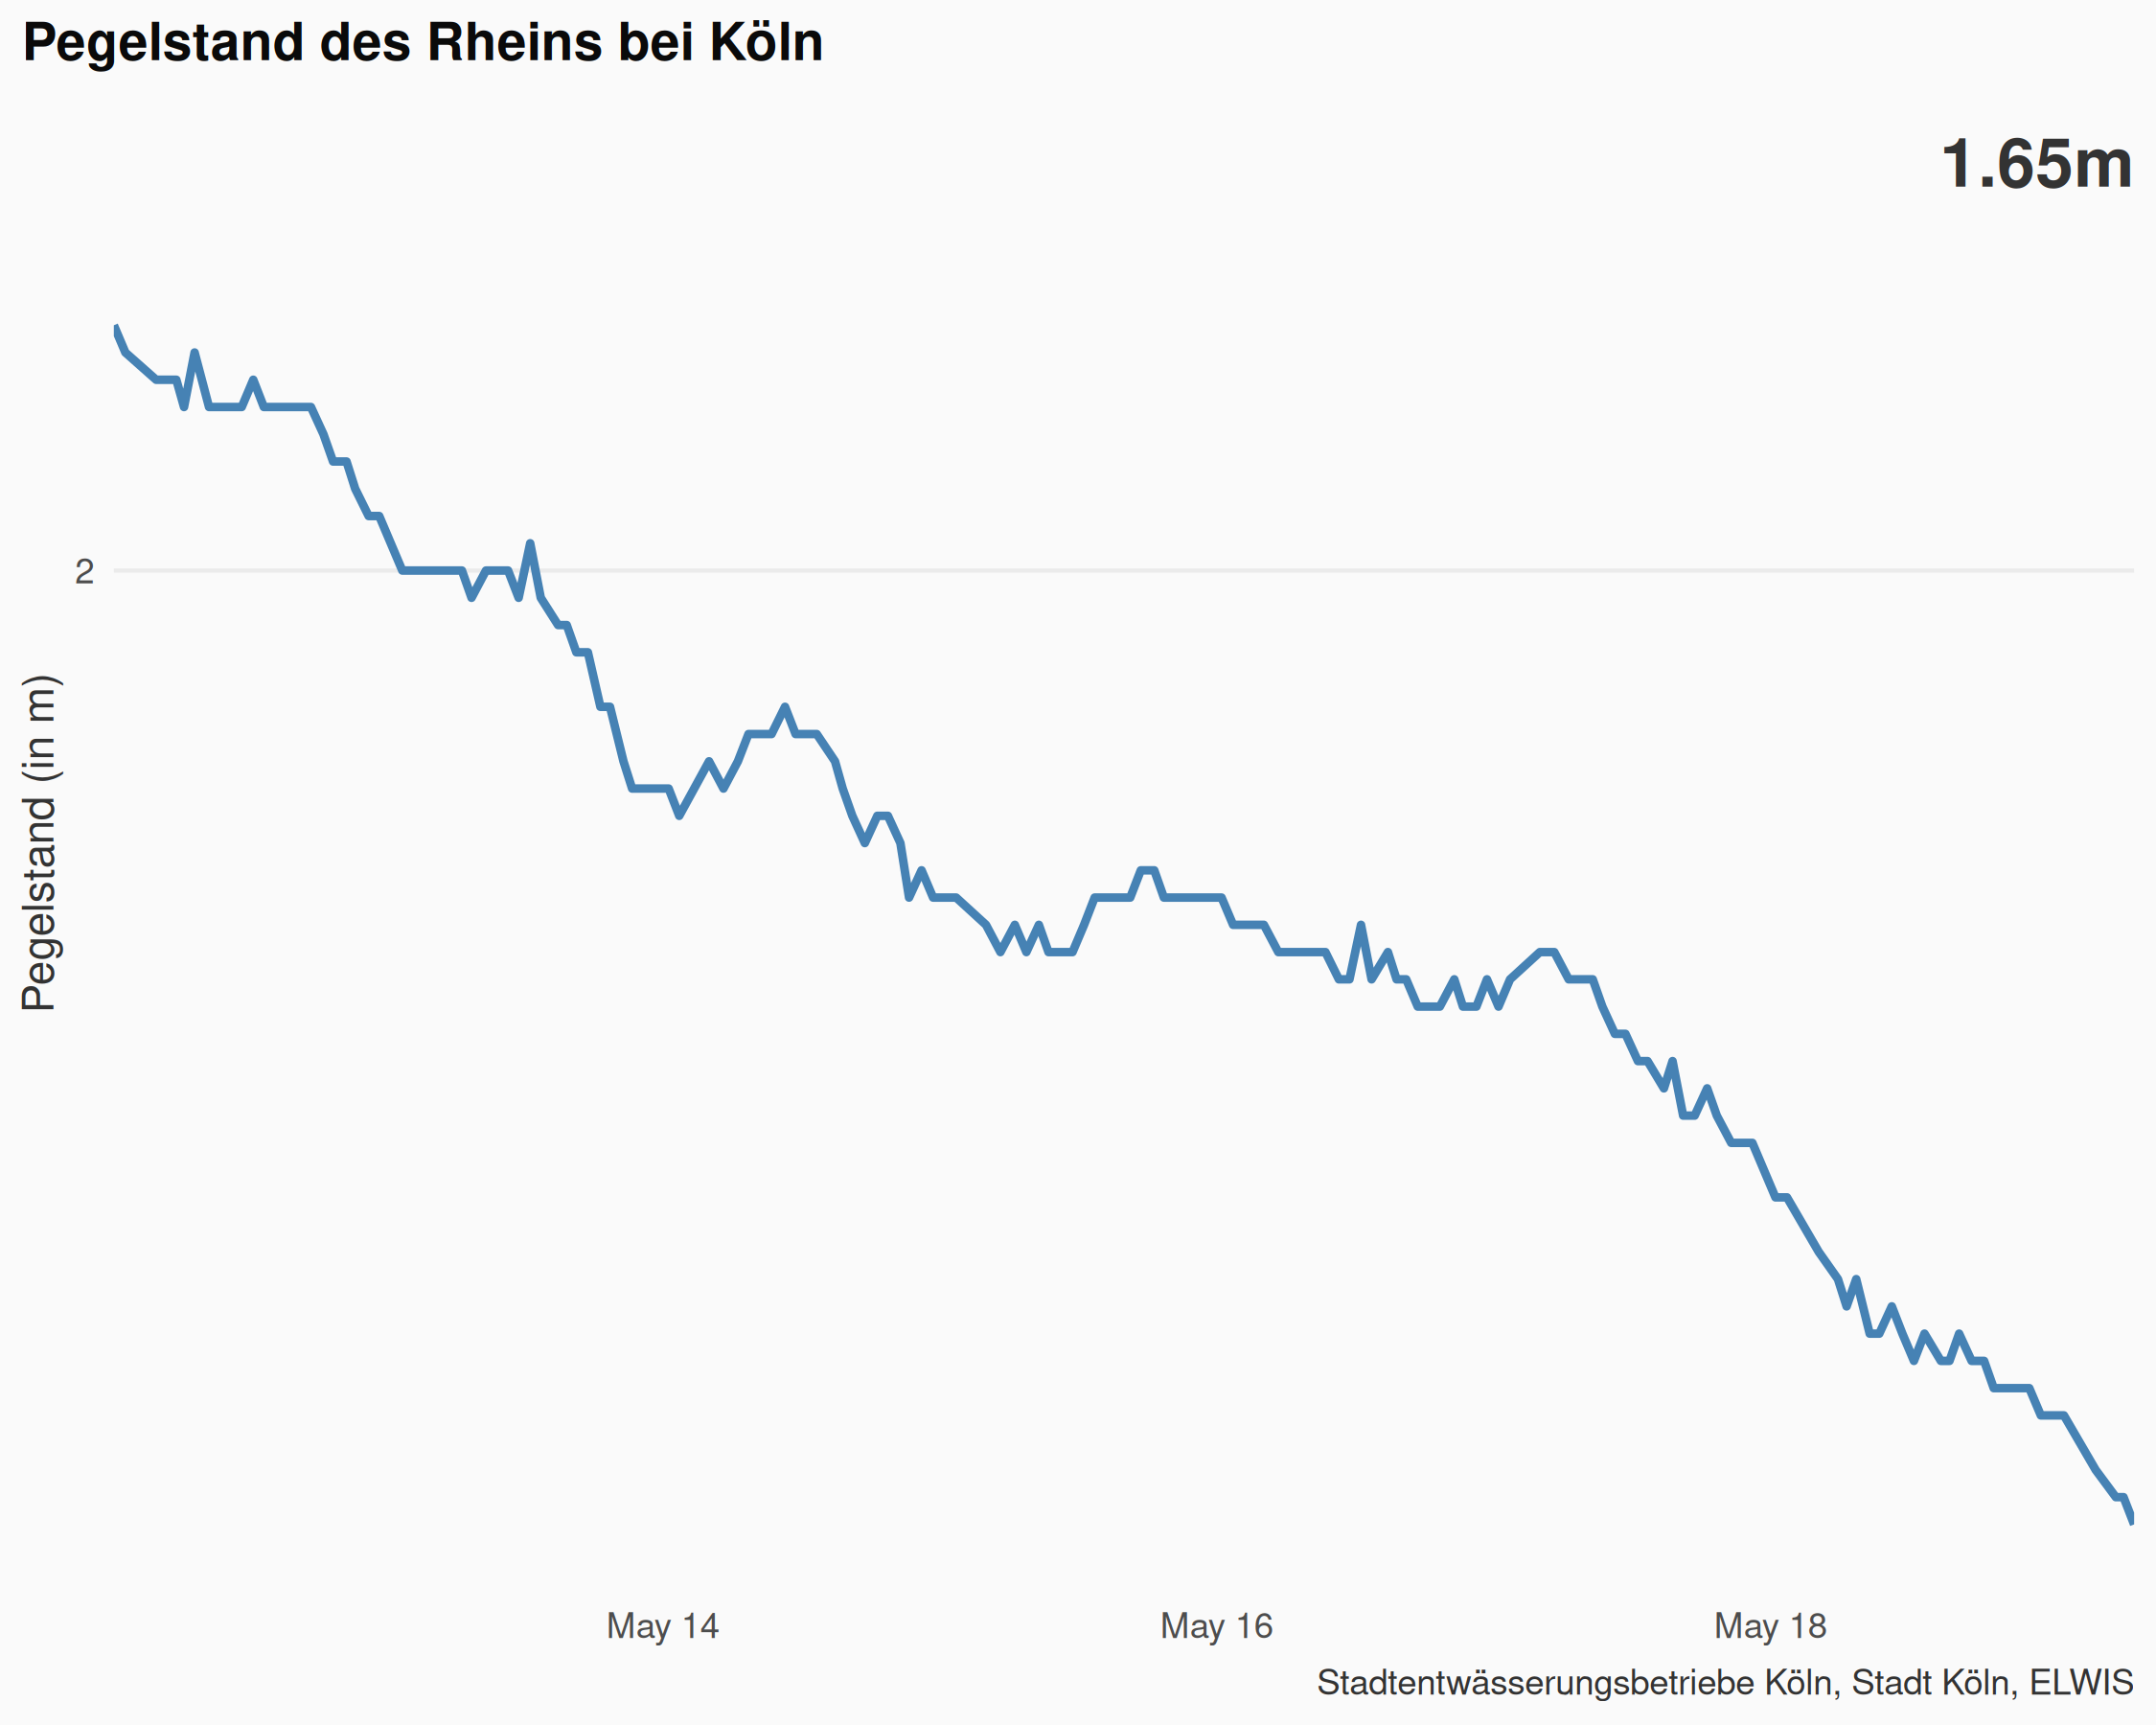 Pegelstand des Rheins bei Köln
1.65m
2
Pegelstand (in m)
May 14
May 16
May 18
Stadtentwässerungsbetriebe Köln, Stadt Köln, ELWIS